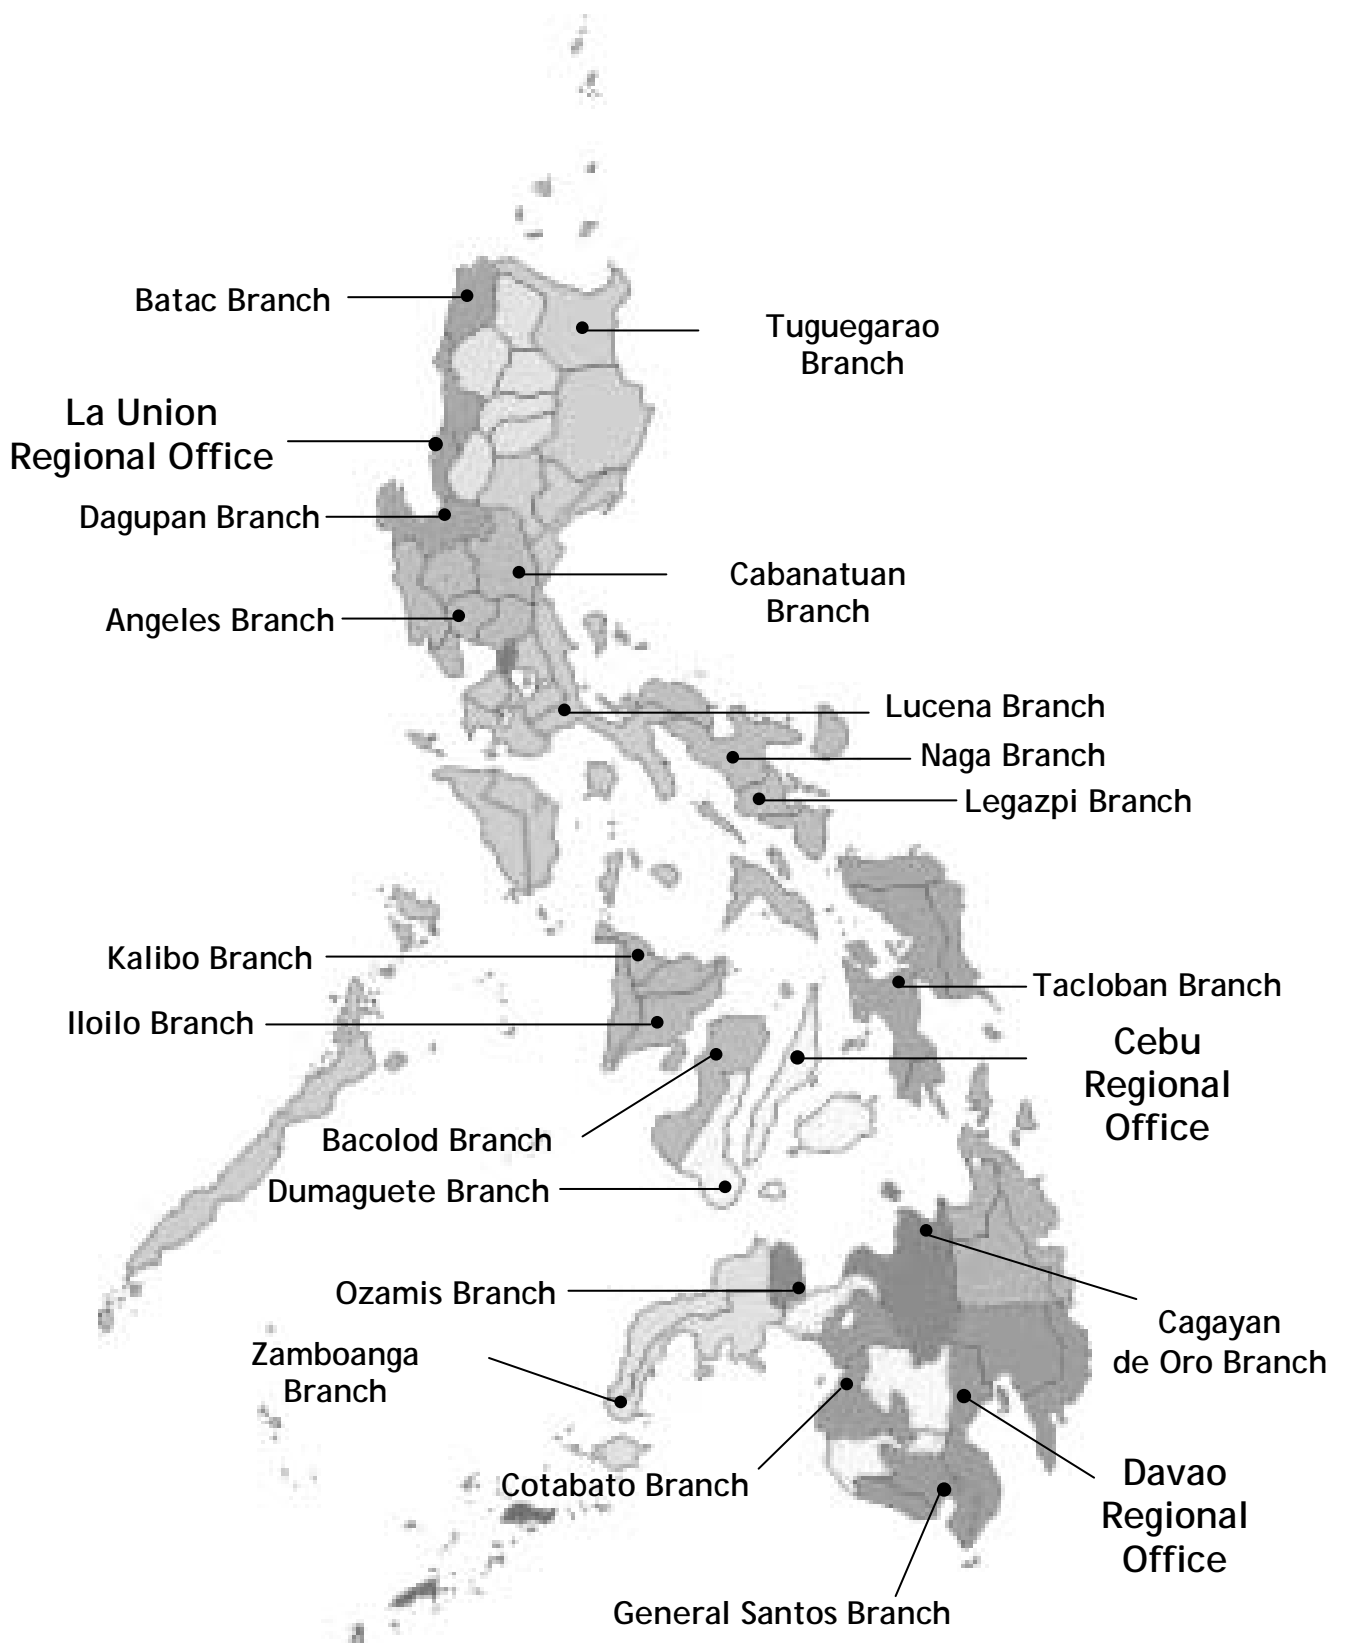 Batac Branch
Tuguegarao
Branch
La Union
Regional Office
Dagupan Branch
Cabanatuan
Branch
Angeles Branch
Lucena Branch
Naga Branch
Legazpi Branch
Kalibo Branch
Tacloban Branch
Iloilo Branch
Cebu
Regional
Office
Bacolod Branch
Dumaguete Branch
Ozamis Branch
Cagayan
de Oro Branch
Zamboanga
Branch
Cotabato Branch
Davao
Regional
Office
General Santos Branch